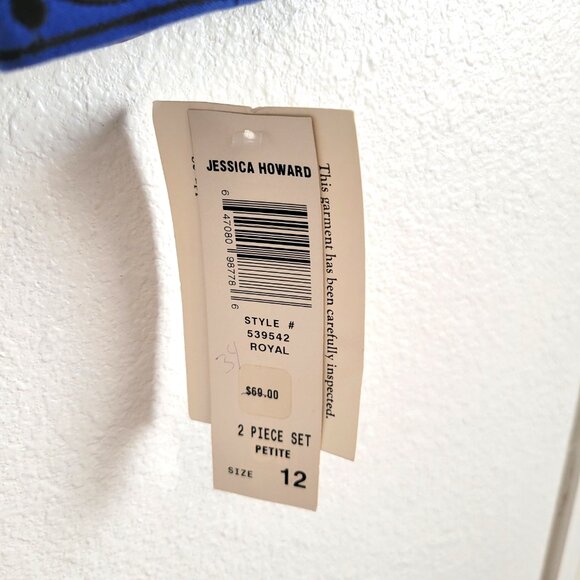 JESSICA HOWARD
6 47080 98778 6
STYLE #
539542
ROYAL
34
$69.00
2 PIECE SET
PETITE
SIZE 12
This garment has been carefully inspected.